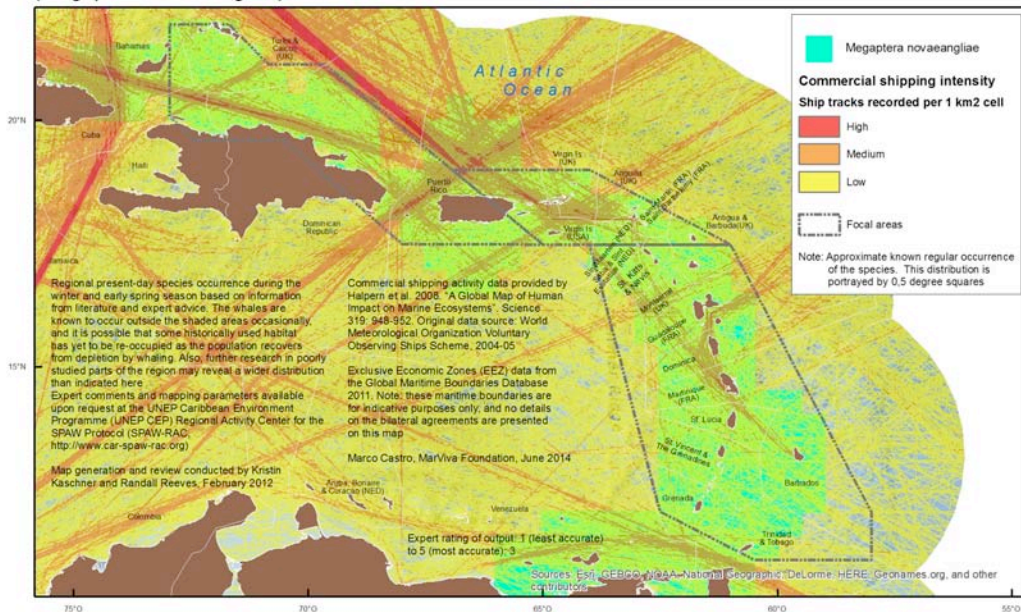 Bahamas
Turks &
Caicos
(UK)
Atlantic
Ocean
20°N
Cuba
Haiti
Dominican
Republic
Puerto
Rico
Virgin Is
(UK)
Anguilla
(UK)
Virgin Is
(USA)
Antigua &
Barbuda(UK)
Jamaica
St. Kitts
Nevis
Montserrat
(UK)
Guadeloupe
(FRA)
Dominica
Martinique
(FRA)
St. Lucia
St Vincent &
The Grenadines
Barbados
Grenada
Trinidad
& Tobago
Aruba, Bonaire
& Curacao (NED)
Venezuela
Colombia
15°N
Megaptera novaeangliae
Commercial shipping intensity
Ship tracks recorded per 1 km2 cell
High
Medium
Low
Focal areas
Note: Approximate known regular occurrence
of the species. This distribution is
portrayed by 0,5 degree squares
Regional present-day species occurrence during the
winter and early spring season based on information
from literature and expert advice. The whales are
known to occur outside the shaded areas occasionally,
and it is possible that some historically used habitat
has yet to be re-occupied as the population recovers
from depletion by whaling. Also, further research in poorly
studied parts of the region may reveal a wider distribution
than indicated here
Expert comments and mapping parameters available
upon request at the UNEP Caribbean Environment
Programme (UNEP CEP) Regional Activity Center for the
SPAW Protocol (SPAW-RAC;
http://www.car-spaw-rac.org)
Map generation and review conducted by Kristin
Kaschner and Randall Reeves, February 2012
Commercial shipping activity data provided by
Halpern et al. 2008. "A Global Map of Human
Impact on Marine Ecosystems". Science
319: 948-952. Original data source: World
Meteorological Organization Voluntary
Observing Ships Scheme, 2004-05
Exclusive Economic Zones (EEZ) data from
the Global Maritime Boundaries Database
2011. Note: these maritime boundaries are
for indicative purposes only, and no details
on the bilateral agreements are presented
on this map
Marco Castro, MarViva Foundation, June 2014
Expert rating of output: 1 (least accurate)
to 5 (most accurate): 3
Sources: Esri, GEBCO, NOAA, National Geographic, DeLorme, HERE, Geonames.org, and other
contributors
75°0
70°0
65°0
60°0
55°0